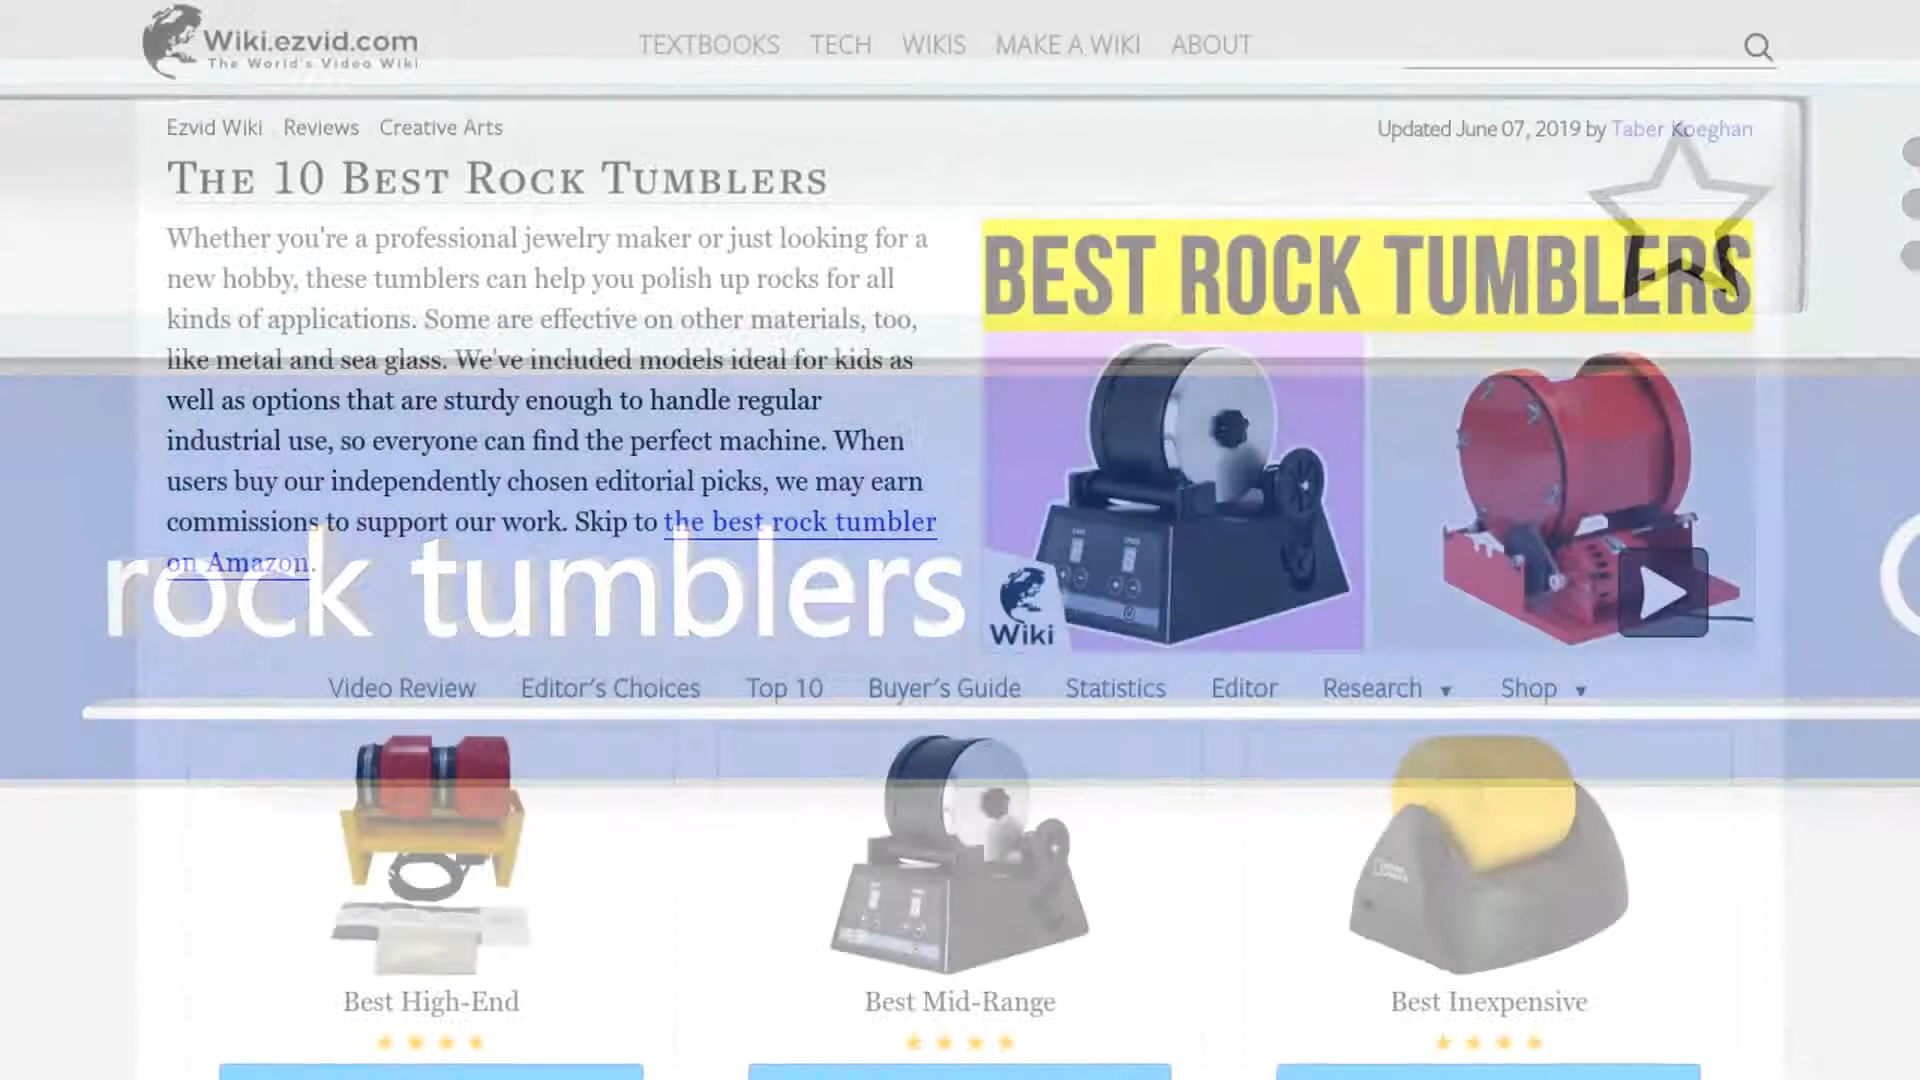 Wiki.ezvid.com
The World's Video Wiki
TEXTBOOKS TECH WIKIS MAKE A WIKI ABOUT
Ezvid Wiki Reviews Creative Arts
Updated June 07, 2019 by Taber Koeghan
The 10 Best Rock Tumblers
Whether you're a professional jewelry maker or just looking for a
new hobby, these tumblers can help you polish up rocks for all
kinds of applications. Some are effective on other materials, too,
like metal and sea glass. We've included models ideal for kids as
well as options that are sturdy enough to handle regular
industrial use, so everyone can find the perfect machine. When
users buy our independently chosen editorial picks, we may earn
commissions to support our work. Skip to the best rock tumbler
on Amazon.
BEST ROCK TUMBLERS
Wiki
rock tumblers
Video Review Editor's Choices Top 10 Buyer's Guide Statistics Editor Research Shop
Best High-End
Best Mid-Range
Best Inexpensive